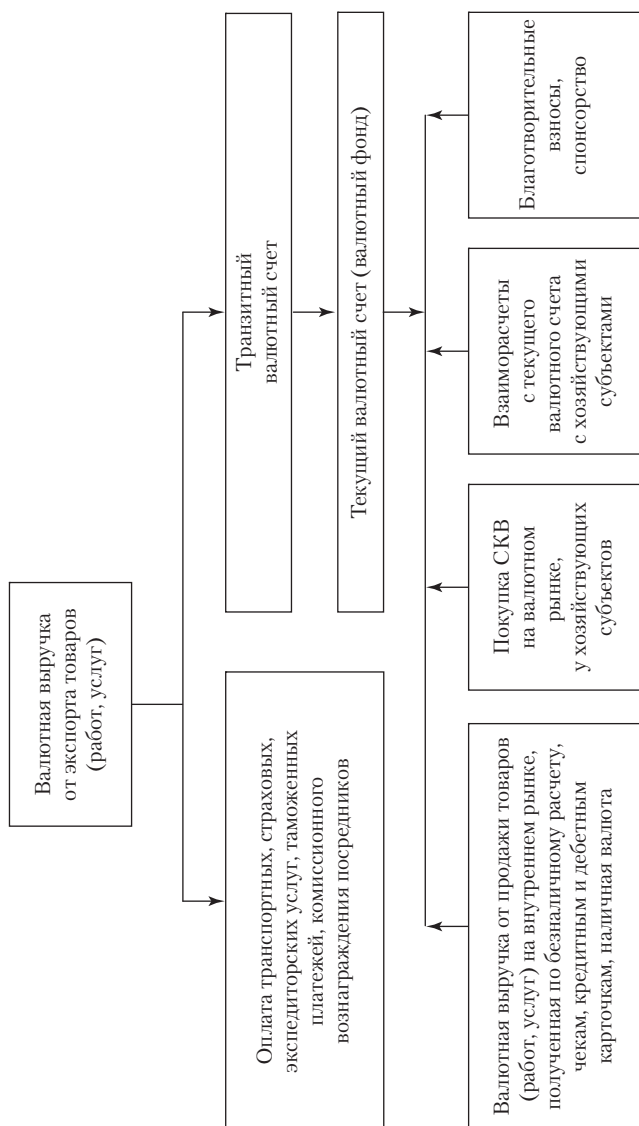 Валютная выручка
от экспорта товаров
(работ, услуг)
Оплата транспортных, страховых,
экспедиторских услуг, таможенных
платежей, комиссионного
вознаграждения посредников
Транзитный
валютный счет
Текущий валютный счет (валютный фонд)
Валютная выручка от продажи товаров
(работ, услуг) на внутреннем рынке,
полученная по безналичному расчету,
чекам, кредитным и дебетным
карточкам, наличная валюта
Покупка СКВ
на валютном
рынке,
у хозяйствующих
субъектов
Взаиморасчеты
с текущего
валютного счета
с хозяйствующими
субъектами
Благотворительные
взносы,
спонсорство